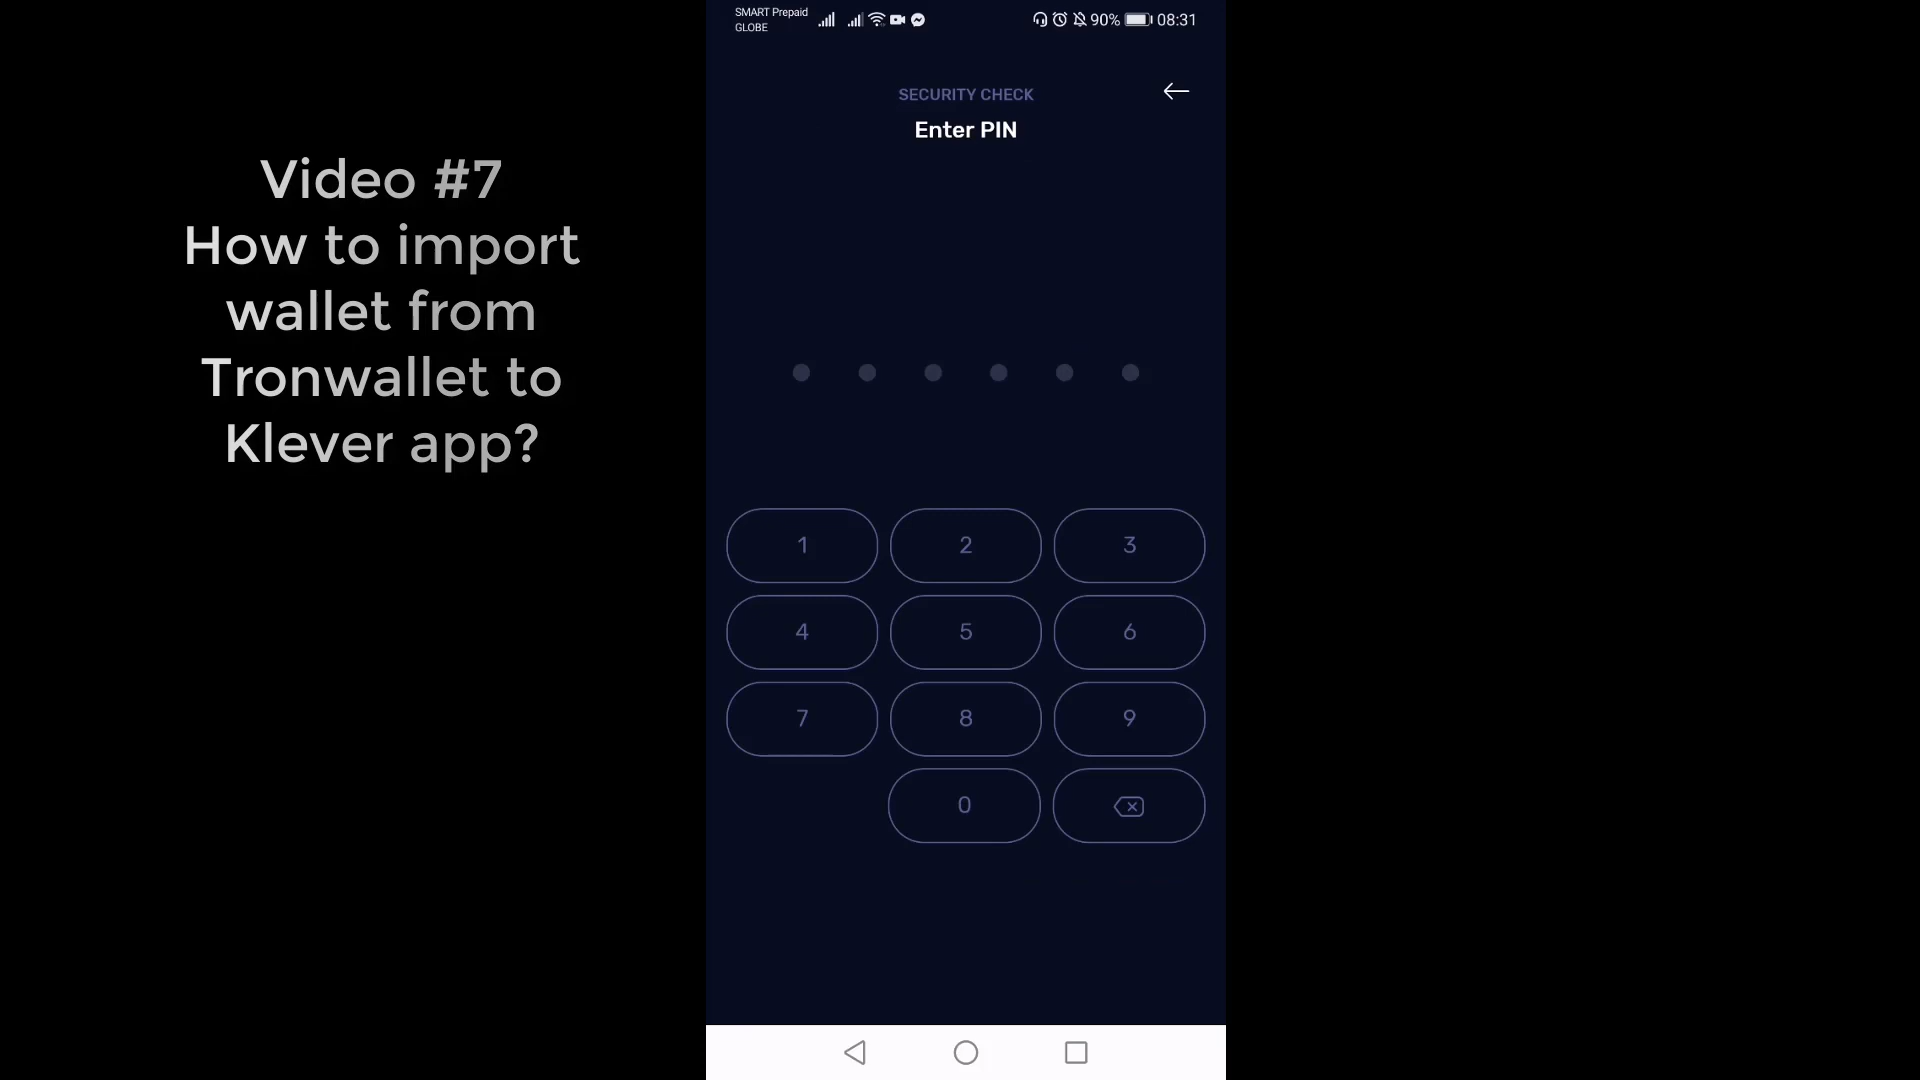 SMART Prepaid
GLOBE
90% 08:31
SECURITY CHECK
Enter PIN
Video #7
How to import
wallet from
Tronwallet to
Klever app?
1 2 3
4 5 6
7 8 9
0